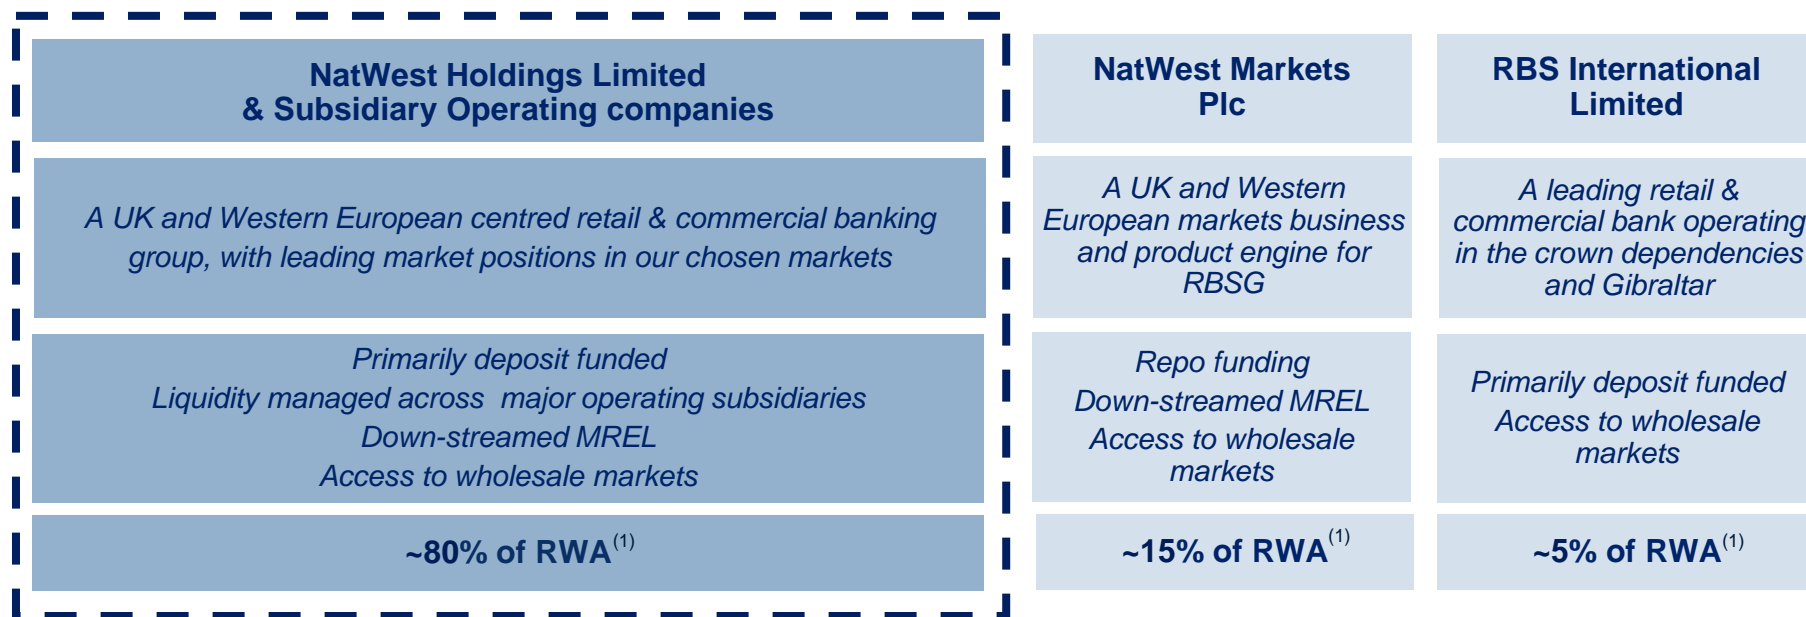 NatWest Holdings Limited
& Subsidiary Operating companies
A UK and Western European centred retail & commercial banking
group, with leading market positions in our chosen markets
Primarily deposit funded
Liquidity managed across major operating subsidiaries
Down-streamed MREL
Access to wholesale markets
~80% of RWA(1)
NatWest Markets
Plc
A UK and Western
European markets business
and product engine for
RBSG
Repo funding
Down-streamed MREL
Access to wholesale
markets
~15% of RWA(1)
RBS International
Limited
A leading retail &
commercial bank operating
in the crown dependencies
and Gibraltar
Primarily deposit funded
Access to wholesale
markets
~5% of RWA(1)